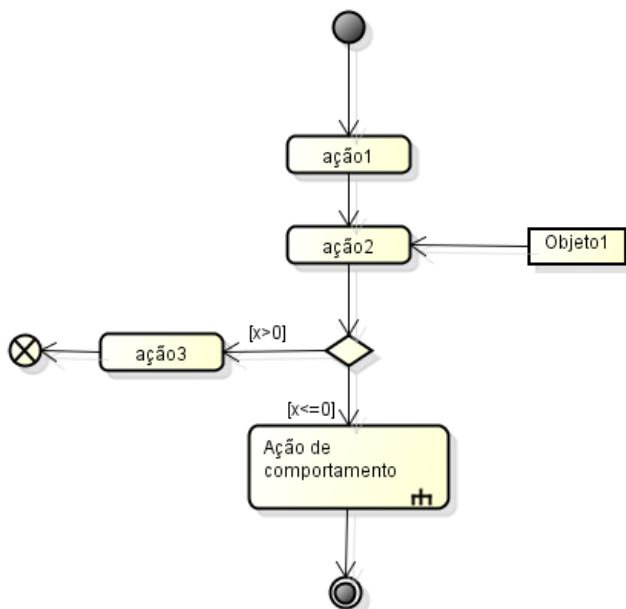 ação1
ação2
Objeto1
[x>0]
ação3
[x<=0]
Ação de
comportamento